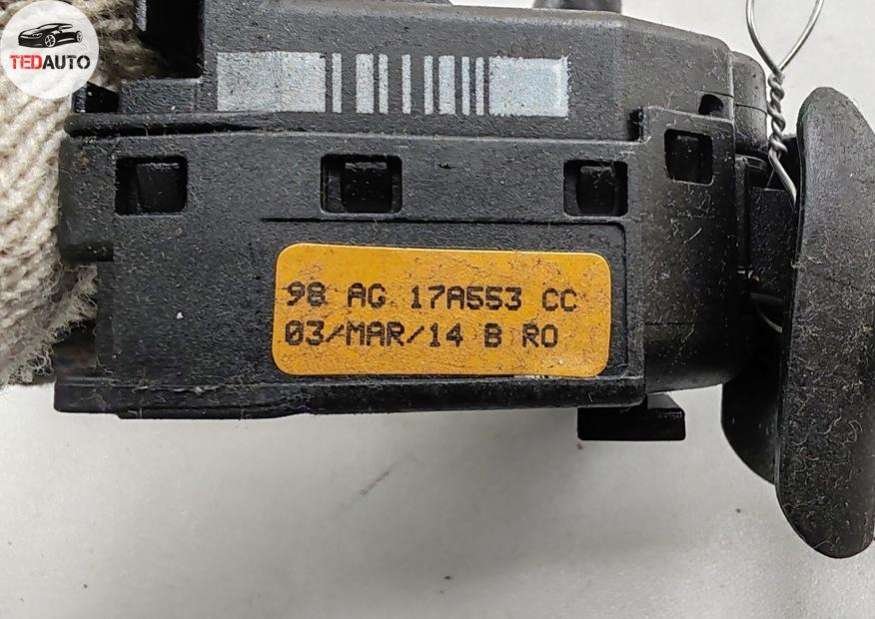 TEDAUTO
98 AG 17A553 CC
03/MAR/14 B RO